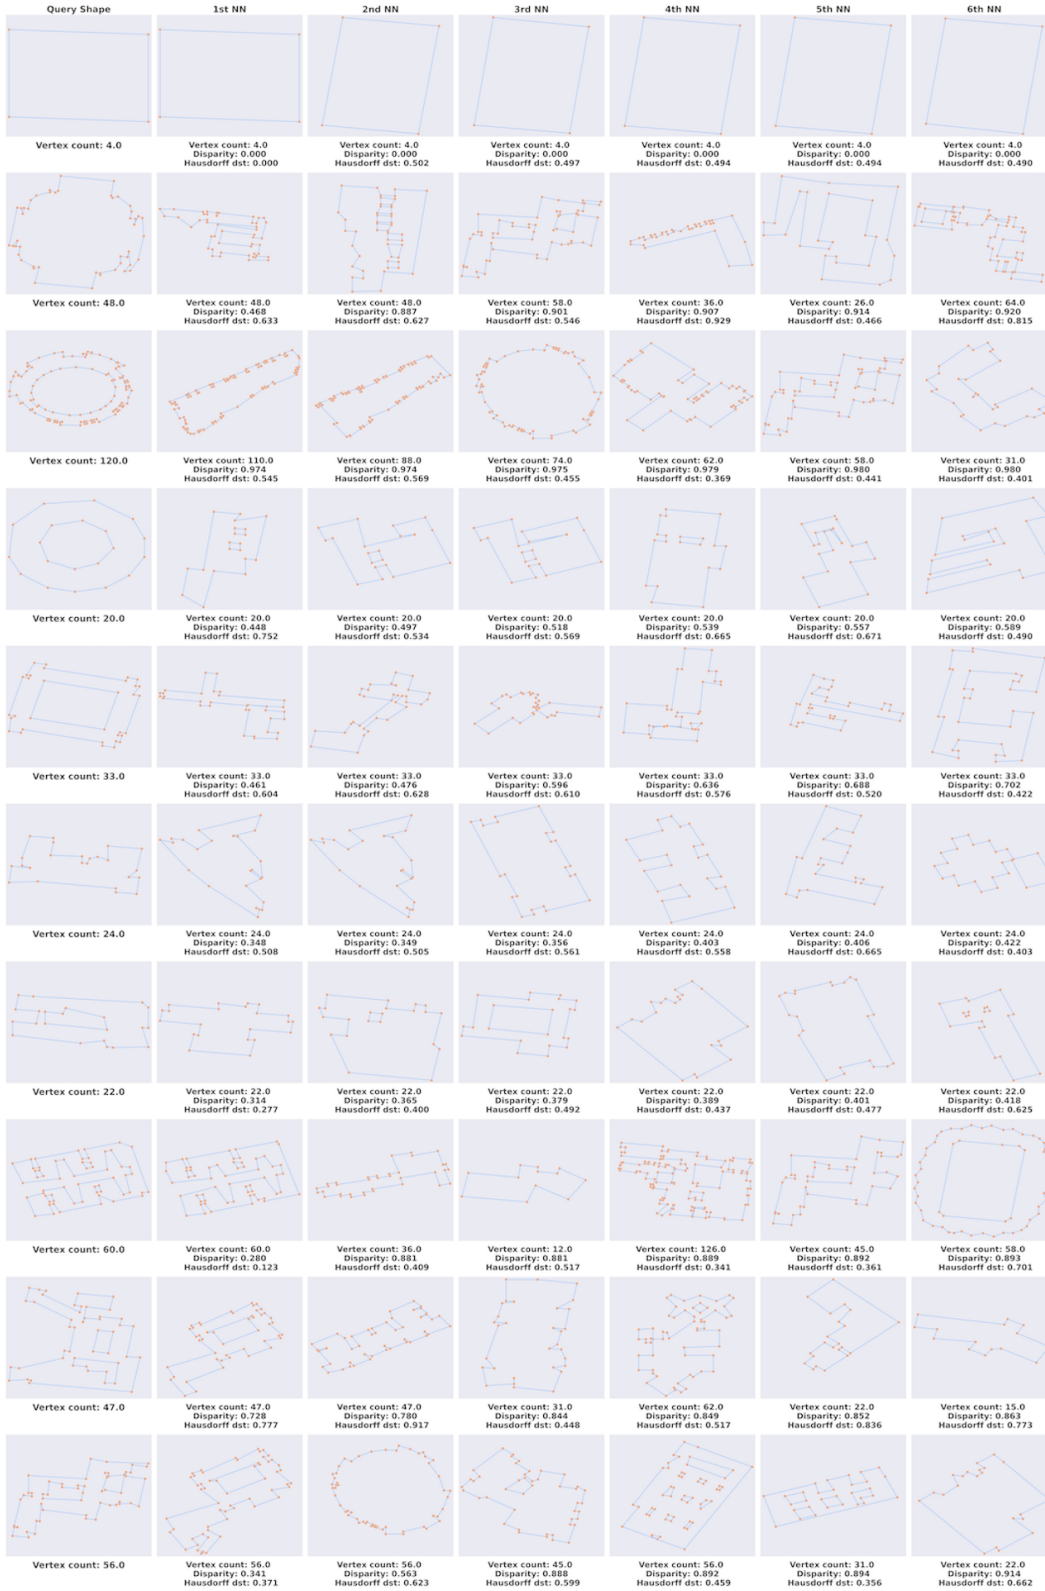 Query Shape 1st NN 2nd NN 3rd NN 4th NN 5th NN 6th NN
Vertex count: 4.0 Vertex count: 4.0 Vertex count: 4.0 Vertex count: 4.0 Vertex count: 4.0 Vertex count: 4.0 Vertex count: 4.0
Disparity: 0.000 Disparity: 0.000 Disparity: 0.000 Disparity: 0.000 Disparity: 0.000 Disparity: 0.000
Hausdorff dst: 0.000 Hausdorff dst: 0.502 Hausdorff dst: 0.497 Hausdorff dst: 0.494 Hausdorff dst: 0.494 Hausdorff dst: 0.490
Vertex count: 48.0 Vertex count: 48.0 Vertex count: 48.0 Vertex count: 58.0 Vertex count: 36.0 Vertex count: 26.0 Vertex count: 64.0
Disparity: 0.468 Disparity: 0.887 Disparity: 0.901 Disparity: 0.907 Disparity: 0.914 Disparity: 0.920
Hausdorff dst: 0.633 Hausdorff dst: 0.627 Hausdorff dst: 0.546 Hausdorff dst: 0.929 Hausdorff dst: 0.466 Hausdorff dst: 0.815
Vertex count: 120.0 Vertex count: 110.0 Vertex count: 88.0 Vertex count: 74.0 Vertex count: 62.0 Vertex count: 58.0 Vertex count: 31.0
Disparity: 0.974 Disparity: 0.974 Disparity: 0.975 Disparity: 0.979 Disparity: 0.980 Disparity: 0.980
Hausdorff dst: 0.545 Hausdorff dst: 0.569 Hausdorff dst: 0.455 Hausdorff dst: 0.369 Hausdorff dst: 0.441 Hausdorff dst: 0.401
Vertex count: 20.0 Vertex count: 20.0 Vertex count: 20.0 Vertex count: 20.0 Vertex count: 20.0 Vertex count: 20.0 Vertex count: 20.0
Disparity: 0.448 Disparity: 0.497 Disparity: 0.518 Disparity: 0.539 Disparity: 0.557 Disparity: 0.589
Hausdorff dst: 0.752 Hausdorff dst: 0.534 Hausdorff dst: 0.569 Hausdorff dst: 0.665 Hausdorff dst: 0.671 Hausdorff dst: 0.490
Vertex count: 33.0 Vertex count: 33.0 Vertex count: 33.0 Vertex count: 33.0 Vertex count: 33.0 Vertex count: 33.0 Vertex count: 33.0
Disparity: 0.461 Disparity: 0.476 Disparity: 0.596 Disparity: 0.636 Disparity: 0.688 Disparity: 0.702
Hausdorff dst: 0.604 Hausdorff dst: 0.628 Hausdorff dst: 0.610 Hausdorff dst: 0.576 Hausdorff dst: 0.520 Hausdorff dst: 0.422
Vertex count: 24.0 Vertex count: 24.0 Vertex count: 24.0 Vertex count: 24.0 Vertex count: 24.0 Vertex count: 24.0 Vertex count: 24.0
Disparity: 0.348 Disparity: 0.349 Disparity: 0.356 Disparity: 0.403 Disparity: 0.406 Disparity: 0.422
Hausdorff dst: 0.508 Hausdorff dst: 0.505 Hausdorff dst: 0.561 Hausdorff dst: 0.558 Hausdorff dst: 0.665 Hausdorff dst: 0.403
Vertex count: 22.0 Vertex count: 22.0 Vertex count: 22.0 Vertex count: 22.0 Vertex count: 22.0 Vertex count: 22.0 Vertex count: 22.0
Disparity: 0.314 Disparity: 0.365 Disparity: 0.379 Disparity: 0.389 Disparity: 0.401 Disparity: 0.418
Hausdorff dst: 0.277 Hausdorff dst: 0.400 Hausdorff dst: 0.492 Hausdorff dst: 0.437 Hausdorff dst: 0.477 Hausdorff dst: 0.625
Vertex count: 60.0 Vertex count: 60.0 Vertex count: 36.0 Vertex count: 12.0 Vertex count: 126.0 Vertex count: 45.0 Vertex count: 58.0
Disparity: 0.280 Disparity: 0.881 Disparity: 0.881 Disparity: 0.889 Disparity: 0.892 Disparity: 0.893
Hausdorff dst: 0.123 Hausdorff dst: 0.409 Hausdorff dst: 0.517 Hausdorff dst: 0.341 Hausdorff dst: 0.361 Hausdorff dst: 0.701
Vertex count: 47.0 Vertex count: 47.0 Vertex count: 47.0 Vertex count: 31.0 Vertex count: 62.0 Vertex count: 22.0 Vertex count: 15.0
Disparity: 0.728 Disparity: 0.780 Disparity: 0.844 Disparity: 0.849 Disparity: 0.852 Disparity: 0.863
Hausdorff dst: 0.777 Hausdorff dst: 0.917 Hausdorff dst: 0.448 Hausdorff dst: 0.517 Hausdorff dst: 0.836 Hausdorff dst: 0.773
Vertex count: 56.0 Vertex count: 56.0 Vertex count: 56.0 Vertex count: 45.0 Vertex count: 56.0 Vertex count: 31.0 Vertex count: 22.0
Disparity: 0.341 Disparity: 0.563 Disparity: 0.888 Disparity: 0.892 Disparity: 0.894 Disparity: 0.914
Hausdorff dst: 0.371 Hausdorff dst: 0.623 Hausdorff dst: 0.599 Hausdorff dst: 0.459 Hausdorff dst: 0.356 Hausdorff dst: 0.662